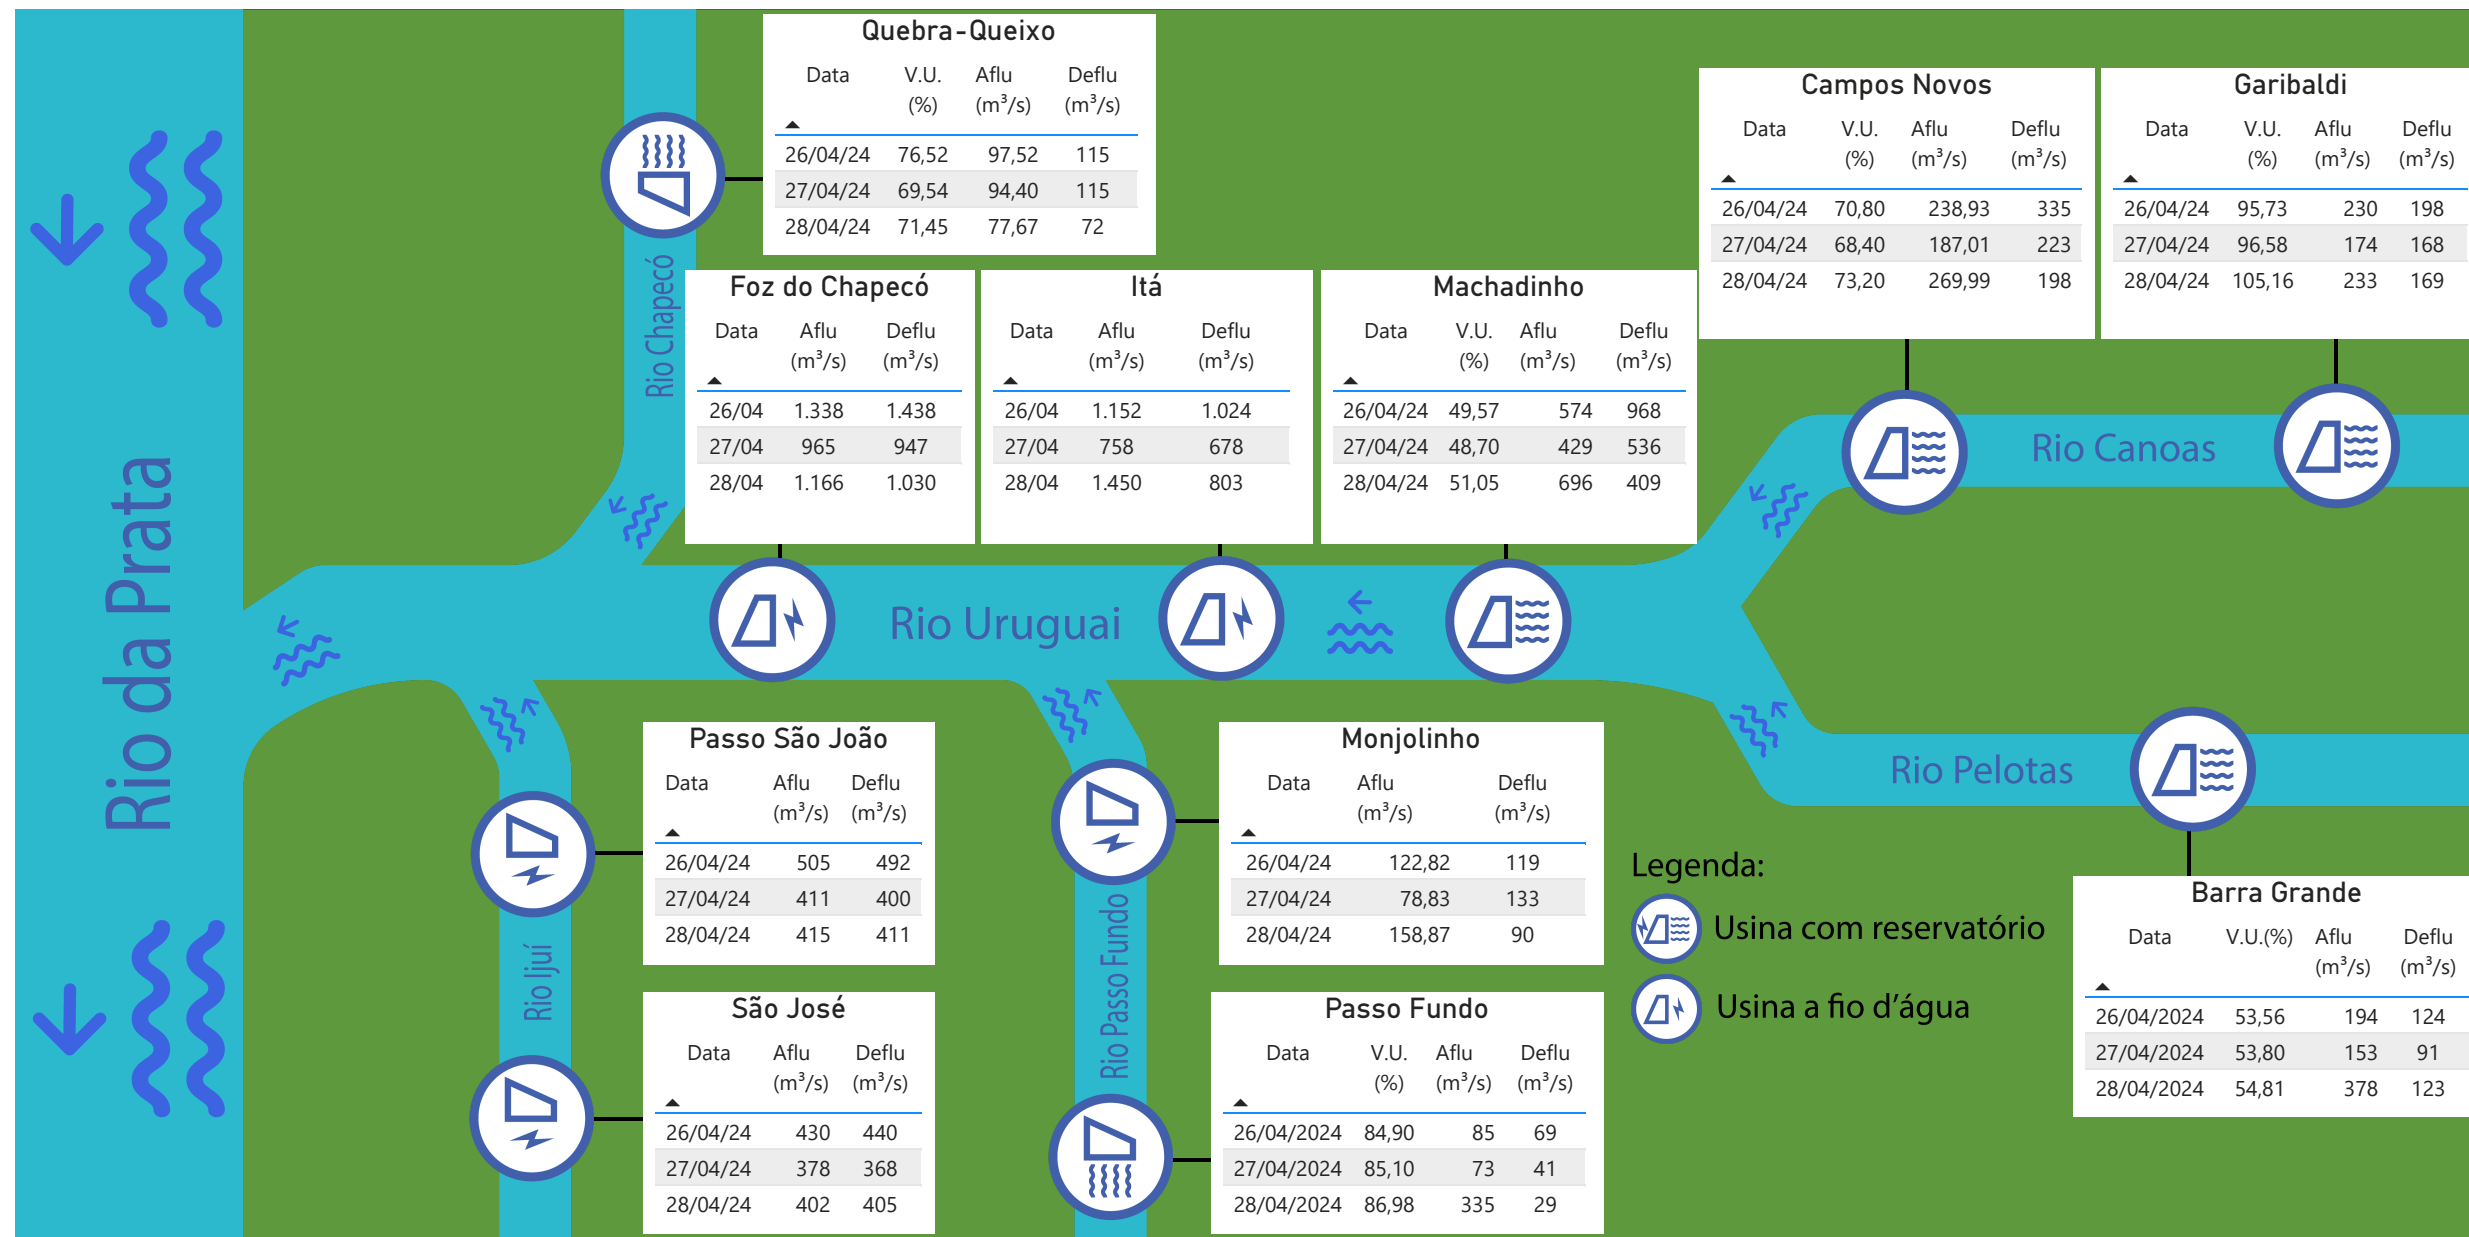 Quebra-Queixo
Data V.U. (%) Aflu (m³/s) Deflu (m³/s)
26/04/24 76,52 97,52 115
27/04/24 69,54 94,40 115
28/04/24 71,45 77,67 72
Campos Novos
Data V.U. (%) Aflu (m³/s) Deflu (m³/s)
26/04/24 70,80 238,93 335
27/04/24 68,40 187,01 223
28/04/24 73,20 269,99 198
Garibaldi
Data V.U. (%) Aflu (m³/s) Deflu (m³/s)
26/04/24 95,73 230 198
27/04/24 96,58 174 168
28/04/24 105,16 233 169
Rio Chapecó
Foz do Chapecó
Data Aflu (m³/s) Deflu (m³/s)
26/04 1.338 1.438
27/04 965 947
28/04 1.166 1.030
Itá
Data Aflu (m³/s) Deflu (m³/s)
26/04 1.152 1.024
27/04 758 678
28/04 1.450 803
Machadinho
Data V.U. (%) Aflu (m³/s) Deflu (m³/s)
26/04/24 49,57 574 968
27/04/24 48,70 429 536
28/04/24 51,05 696 409
Rio Canoas
Rio da Prata
Rio Uruguai
Rio Pelotas
Passo São João
Data Aflu (m³/s) Deflu (m³/s)
26/04/24 505 492
27/04/24 411 400
28/04/24 415 411
Monjolinho
Data Aflu (m³/s) Deflu (m³/s)
26/04/24 122,82 119
27/04/24 78,83 133
28/04/24 158,87 90
Legenda:
Usina com reservatório
Usina a fio d’água
Barra Grande
Data V.U.(%) Aflu (m³/s) Deflu (m³/s)
26/04/2024 53,56 194 124
27/04/2024 53,80 153 91
28/04/2024 54,81 378 123
Rio Ijuí
Rio Passo Fundo
São José
Data Aflu (m³/s) Deflu (m³/s)
26/04/24 430 440
27/04/24 378 368
28/04/24 402 405
Passo Fundo
Data V.U. (%) Aflu (m³/s) Deflu (m³/s)
26/04/2024 84,90 85 69
27/04/2024 85,10 73 41
28/04/2024 86,98 335 29